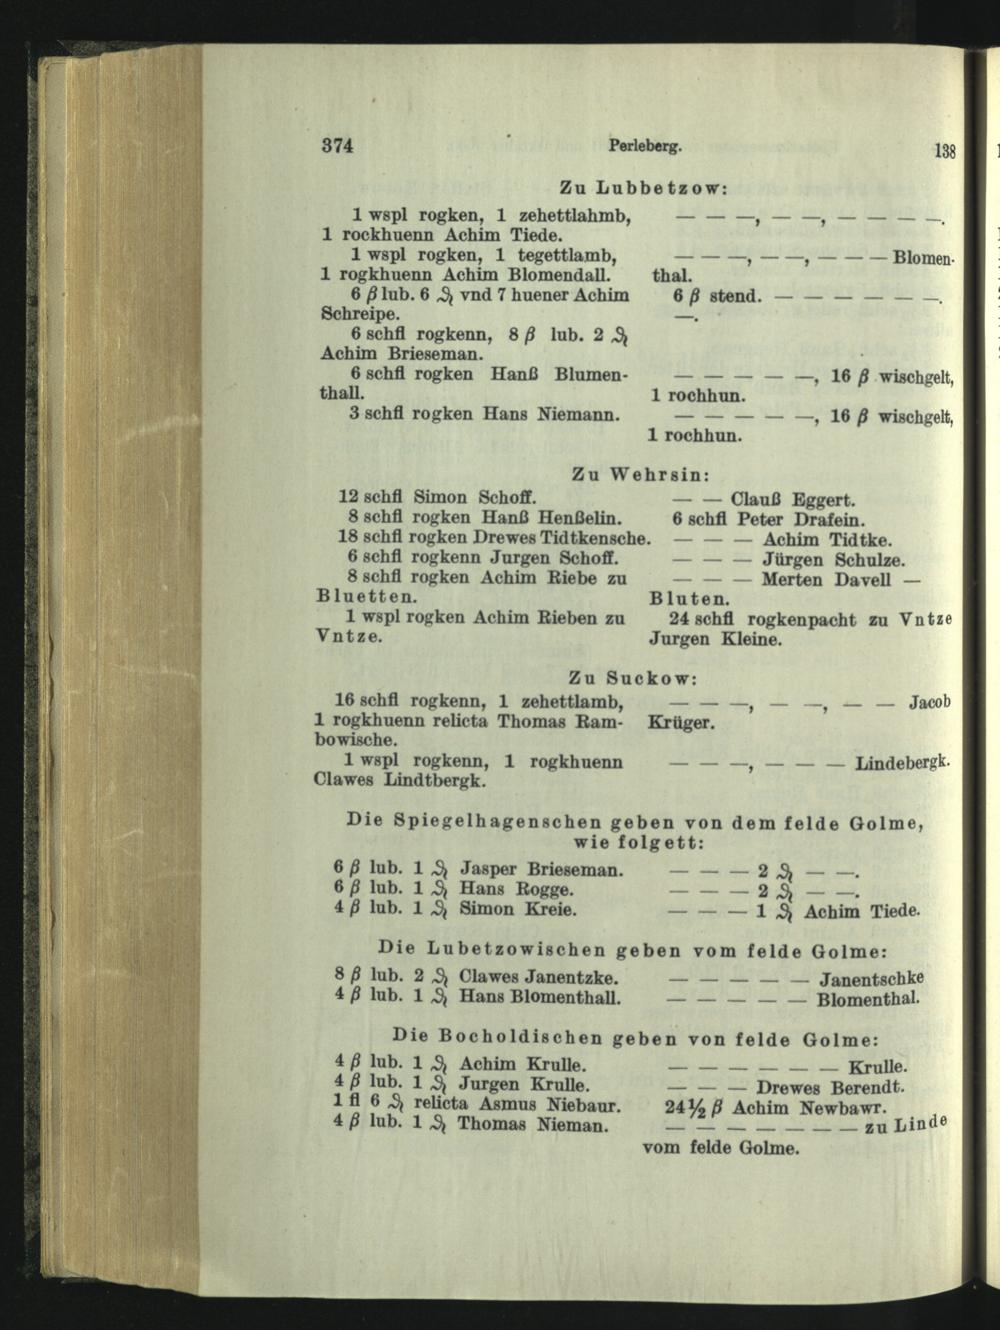 374 Perleberg. 138
Zu Lubbetzow:
1 wspl rogken, 1 zehettlahmb, — — —, — —, — — — —.
1 rockhuenn Achim Tiede.
1 wspl rogken, 1 tegettlamb, — — —, — —, — — — Blomen-
1 rogkhuenn Achim Blomendall. thal.
6 β lub. 6 ₰ vnd 7 huener Achim 6 β stend. — — — — — —.
Schreipe. —.
6 schfl rogkenn, 8 β lub. 2 ₰
Achim Brieseman.
6 schfl rogken Hanß Blumen- — — — — —, 16 β wischgelt,
thall. 1 rochhun.
3 schfl rogken Hans Niemann. — — — — —, 16 β wischgelt,
1 rochhun.
Zu Wehrsin:
12 schfl Simon Schoff. — — Clauß Eggert.
8 schfl rogken Hanß Henßelin. 6 schfl Peter Drafein.
18 schfl rogken Drewes Tidtkensche. — — — Achim Tidtke.
6 schfl rogkenn Jurgen Schoff. — — — Jürgen Schulze.
8 schfl rogken Achim Riebe zu — — — Merten Davell —
Bluetten. Bluten.
1 wspl rogken Achim Rieben zu 24 schfl rogkenpacht zu Vntze
Vntze. Jurgen Kleine.
Zu Suckow:
16 schfl rogkenn, 1 zehettlamb, — — —, — —, — — Jacob
1 rogkhuenn relicta Thomas Ram- Krüger.
bowische.
1 wspl rogkenn, 1 rogkhuenn — — —, — — — Lindebergk.
Clawes Lindtbergk.
Die Spiegelhagenschen geben von dem felde Golme,
wie folgett:
6 β lub. 1 ₰ Jasper Brieseman. — — — 2 ₰ — —.
6 β lub. 1 ₰ Hans Rogge. — — — 2 ₰ — —.
4 β lub. 1 ₰ Simon Kreie. — — — 1 ₰ Achim Tiede.
Die Lubetzowischen geben vom felde Golme:
8 β lub. 2 ₰ Clawes Janentzke. — — — — — Janentschke
4 β lub. 1 ₰ Hans Blomenthall. — — — — — Blomenthal.
Die Bocholdischen geben von felde Golme:
4 β lub. 1 ₰ Achim Krulle. — — — — — — Krulle.
4 β lub. 1 ₰ Jurgen Krulle. — — — Drewes Berendt.
1 fl 6 ₰ relicta Asmus Niebaur. 24½ β Achim Newbawr.
4 β lub. 1 ₰ Thomas Nieman. — — — — — — — zu Linde
vom felde Golme.